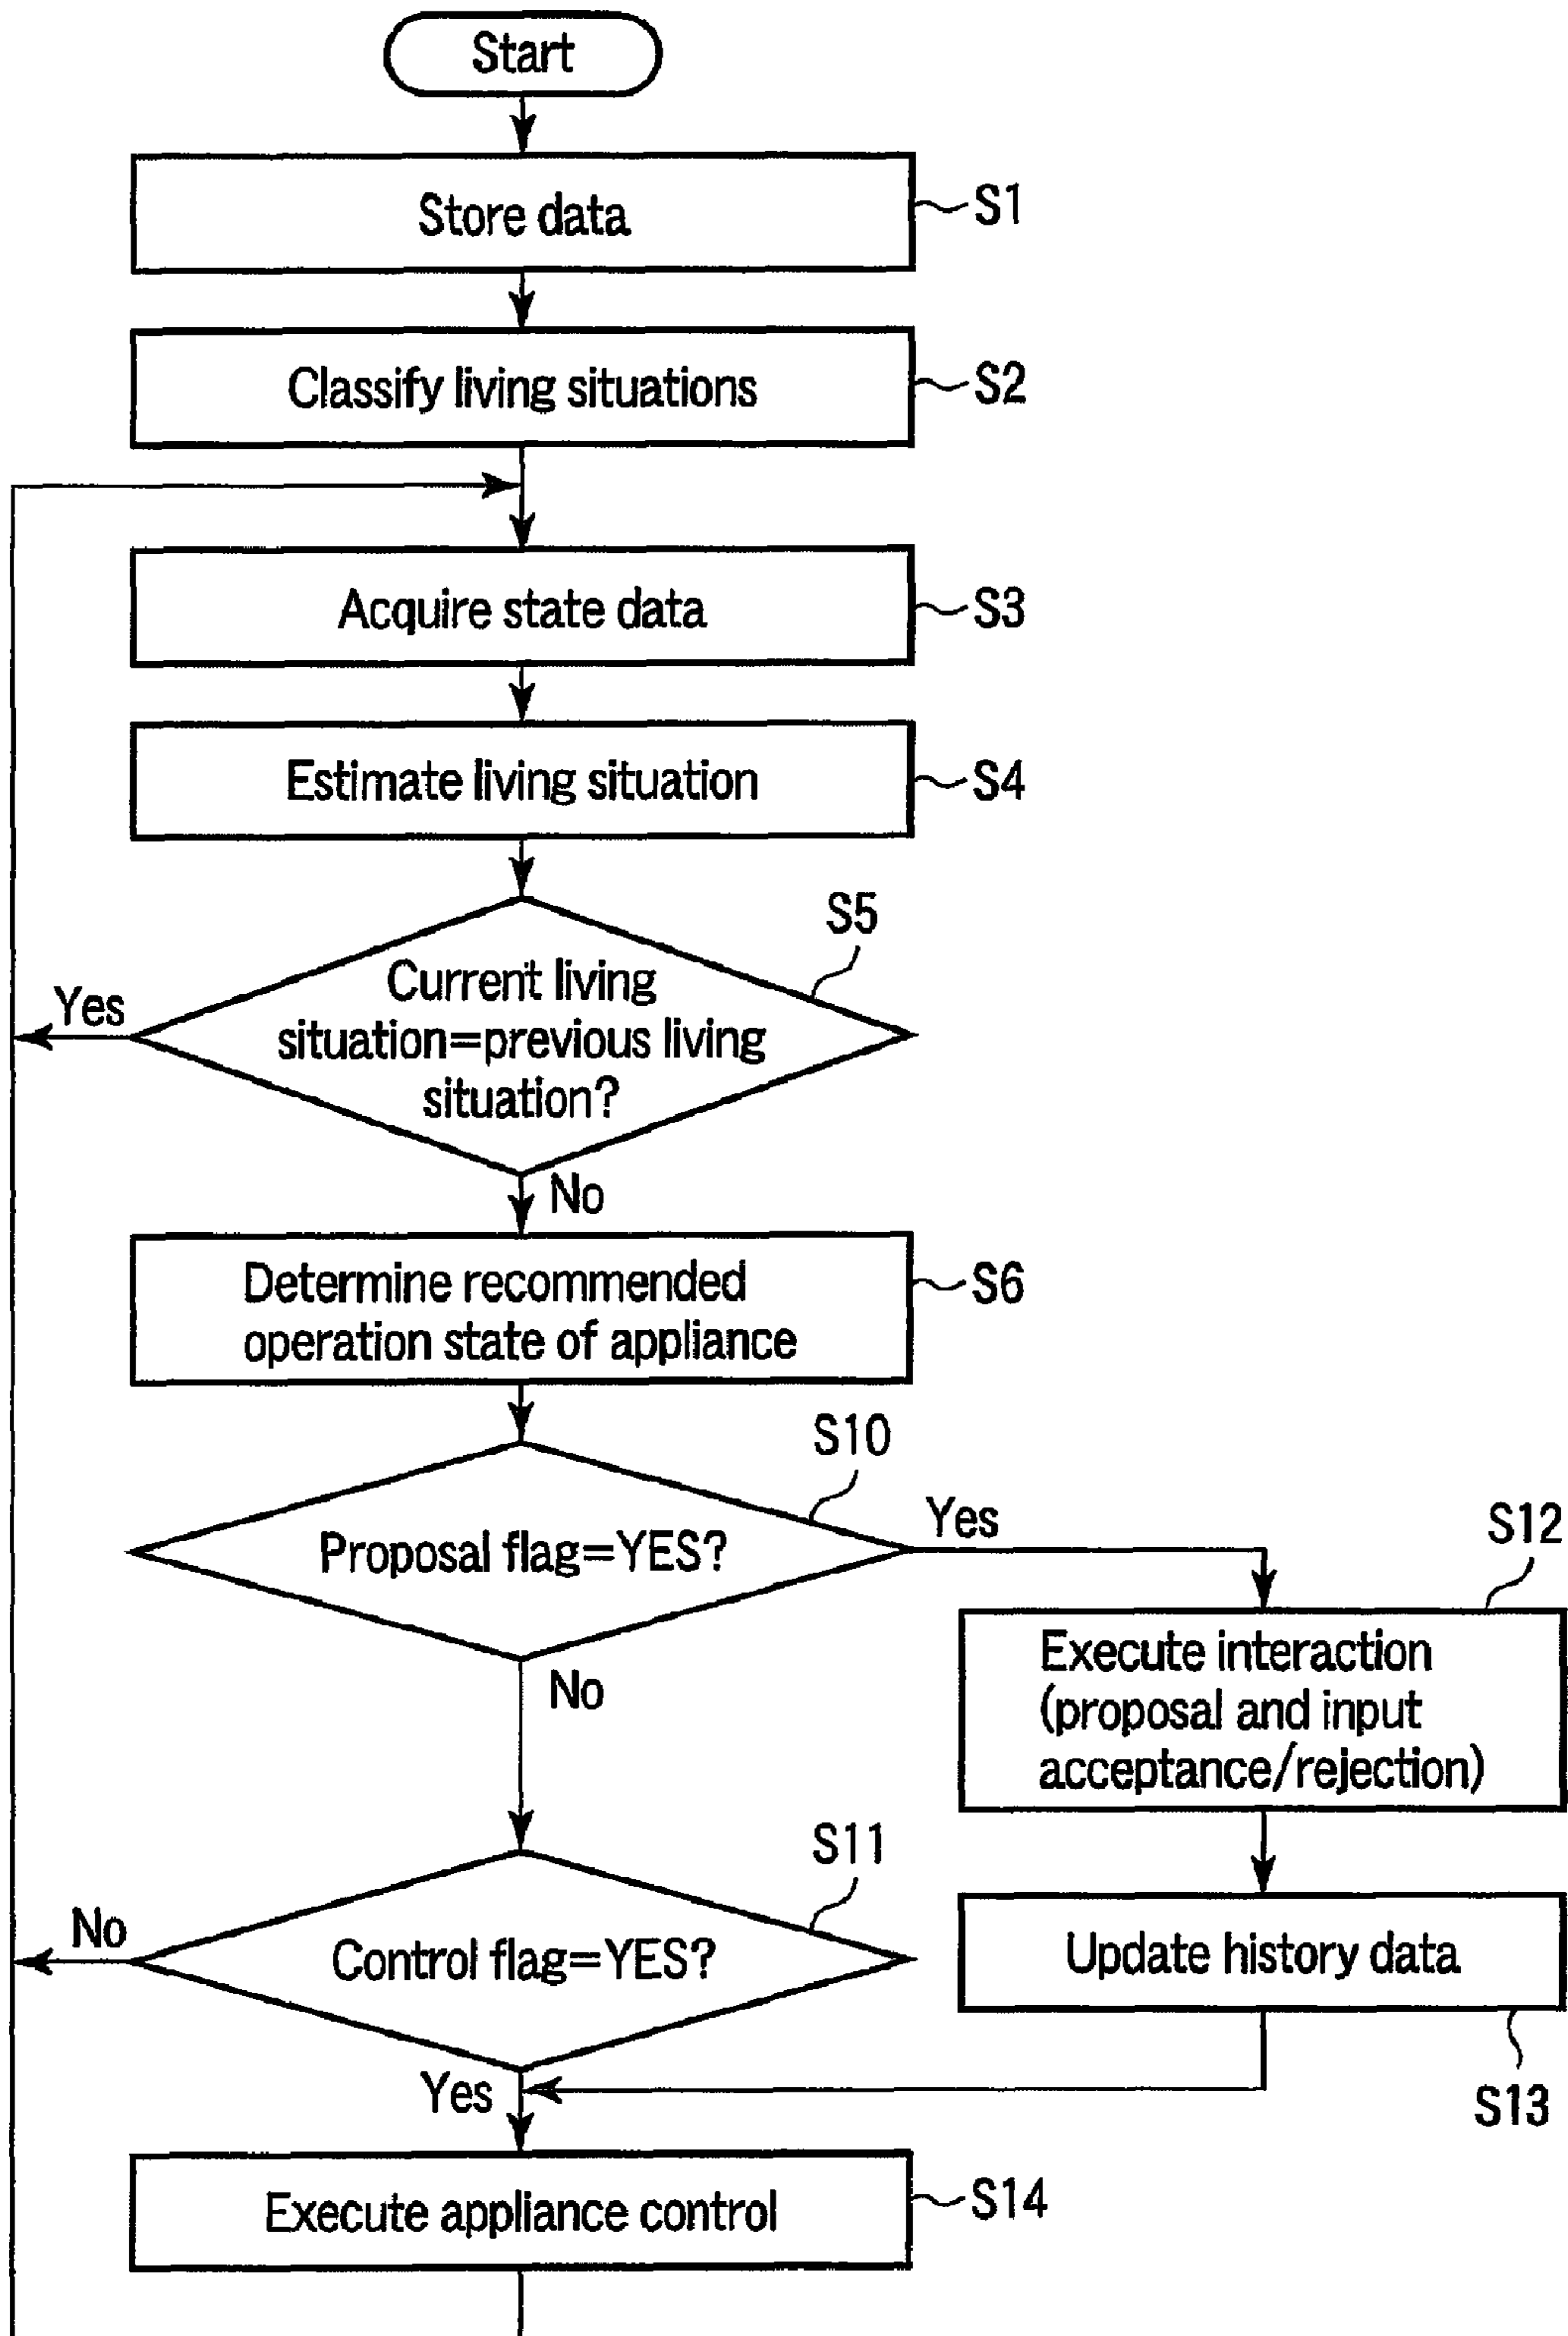 Start
Store data
S1
Classify living situations
S2
Acquire state data
S3
Estimate living situation
S4
S5
Current living
situation=previous living
situation?
Yes
No
Determine recommended
operation state of appliance
S6
S10
Proposal flag=YES?
Yes
No
S12
Execute interaction
(proposal and input
acceptance/rejection)
S11
Control flag=YES?
No
Yes
Update history data
S13
Execute appliance control
S14